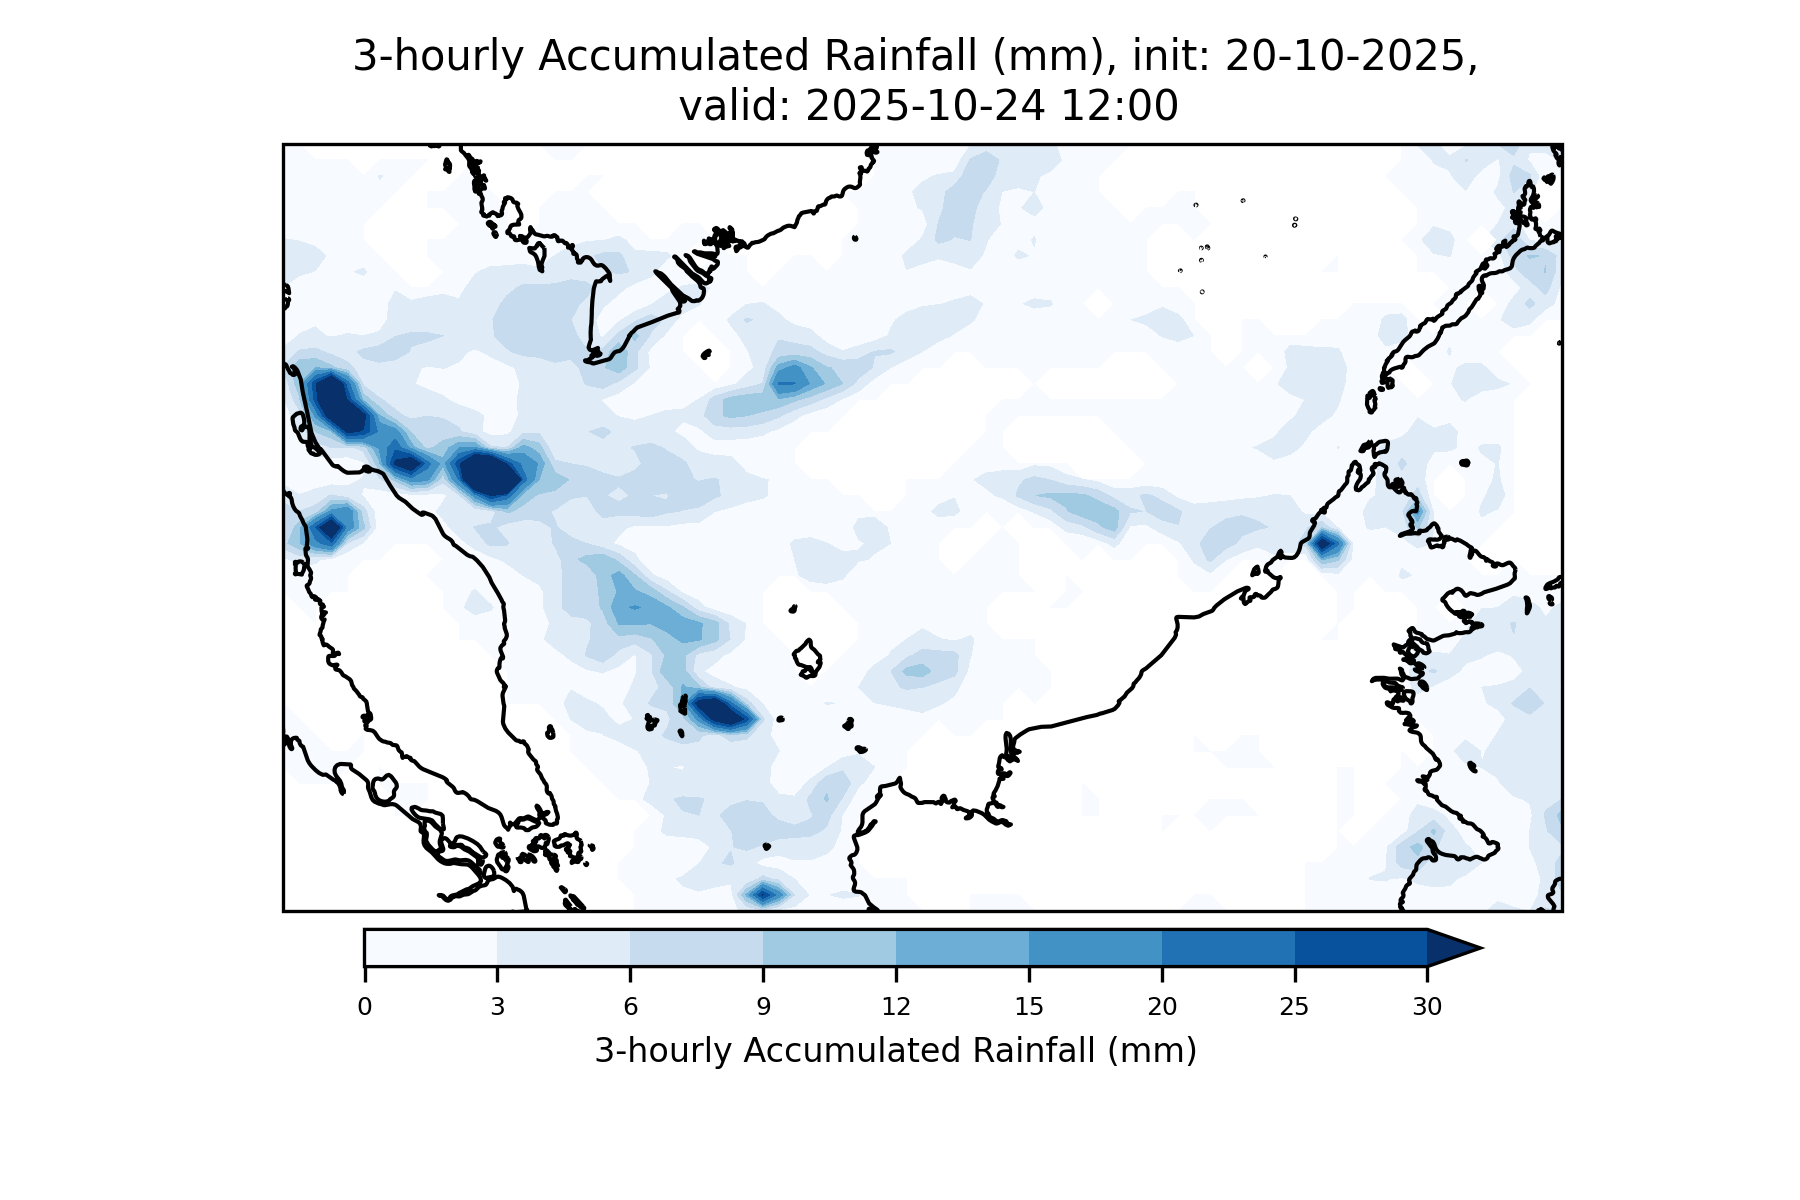 3-hourly Accumulated Rainfall (mm), init: 20-10-2025,
valid: 2025-10-24 12:00
0 3 6 9 12 15 20 25 30
3-hourly Accumulated Rainfall (mm)